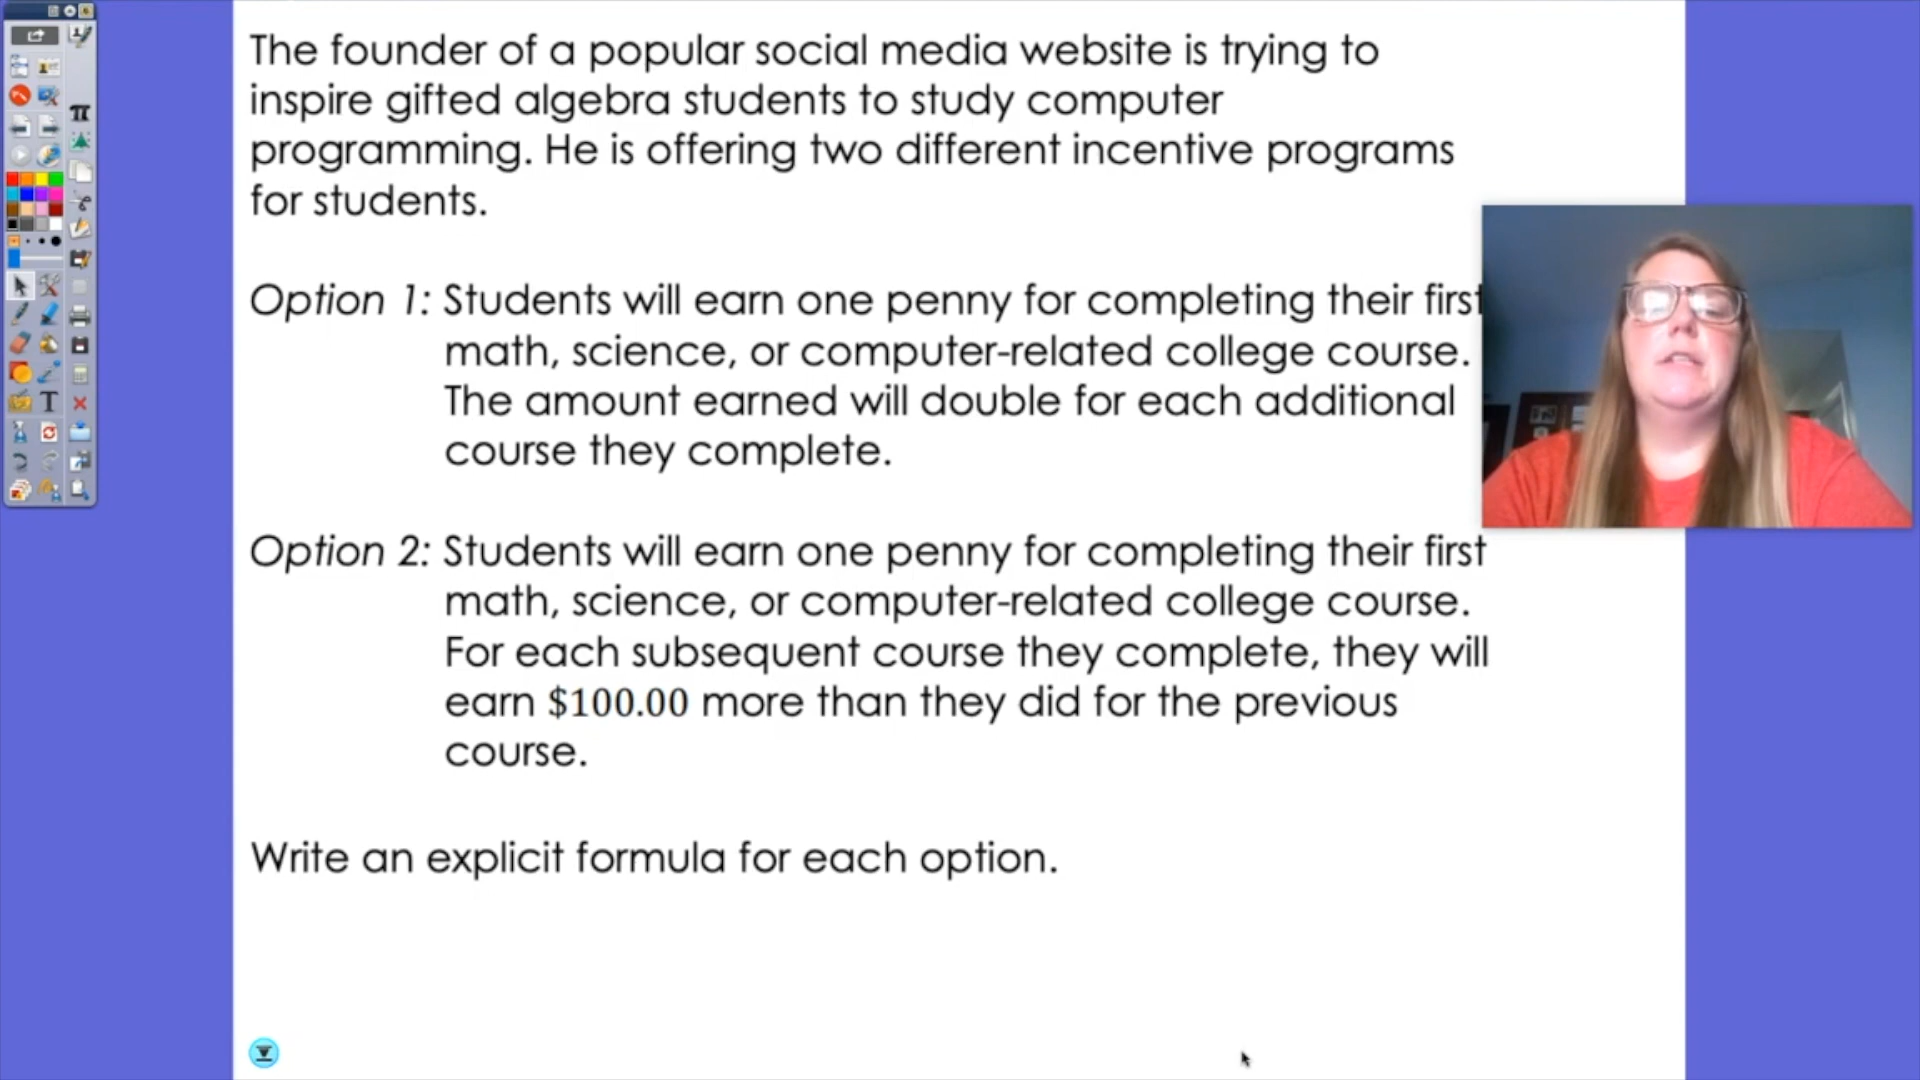 The founder of a popular social media website is trying to
inspire gifted algebra students to study computer
programming. He is offering two different incentive programs
for students.
Option 1: Students will earn one penny for completing their first
math, science, or computer-related college course.
The amount earned will double for each additional
course they complete.
Option 2: Students will earn one penny for completing their first
math, science, or computer-related college course.
For each subsequent course they complete, they will
earn $100.00 more than they did for the previous
course.
Write an explicit formula for each option.